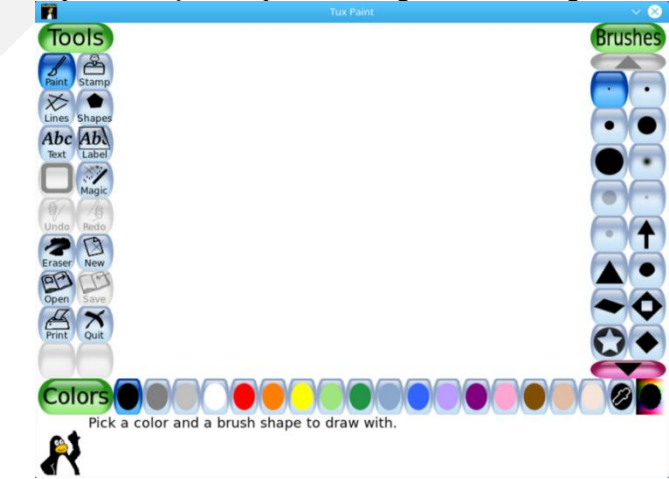 Tux Paint
Tools
Brushes
Paint Stamp
Lines Shapes
Abc Abc
Text Label
Magic
Undo Redo
Eraser New
Open Save
Print Quit
Colors
Pick a color and a brush shape to draw with.